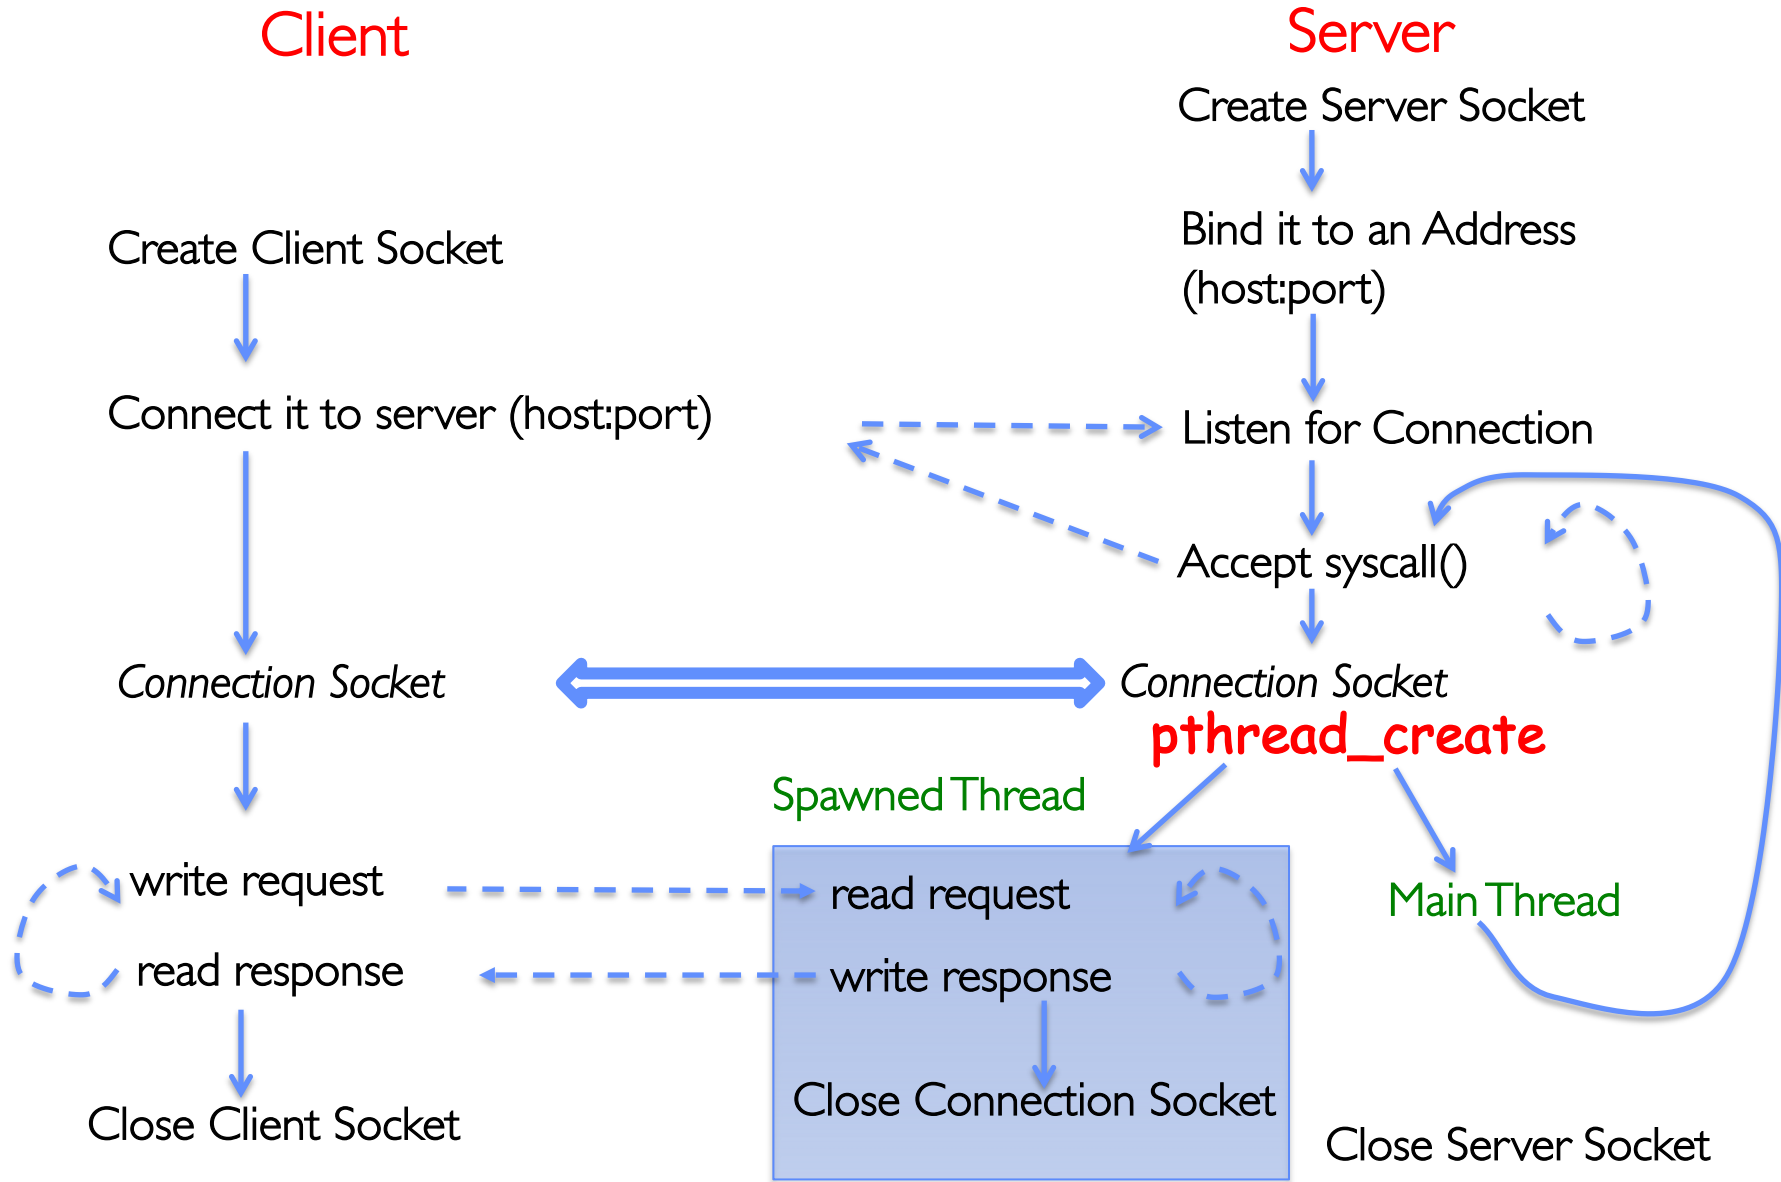 Client
Server
Create Server Socket
Bind it to an Address
(host:port)
Create Client Socket
Connect it to server (host:port)
Listen for Connection
Accept syscall()
Connection Socket
Connection Socket
pthread_create
Spawned Thread
write request
read request
Main Thread
read response
write response
Close Connection Socket
Close Client Socket
Close Server Socket